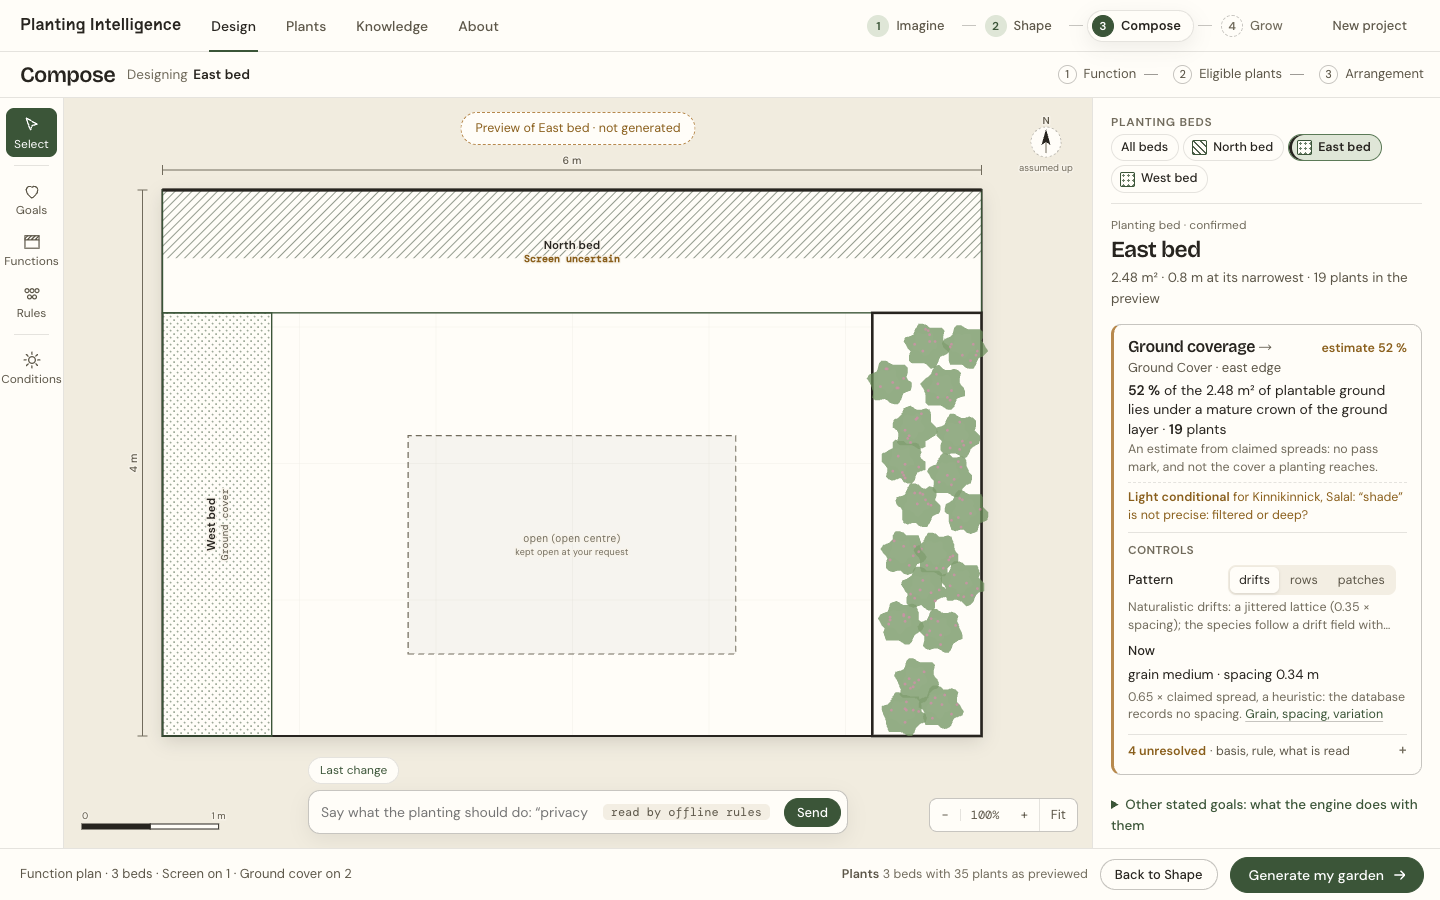 Planting Intelligence
Design
Plants
Knowledge
About
1 Imagine — 2 Shape — 3 Compose — 4 Grow
New project
Compose
Designing East bed
1 Function — 2 Eligible plants — 3 Arrangement
Select
Goals
Functions
Rules
Conditions
Preview of East bed · not generated
N
assumed up
6 m
4 m
North bed
Screen uncertain
West bed
Ground cover
open (open centre)
kept open at your request
Last change
Say what the planting should do: “privacy
read by offline rules
Send
0 1 m
− 100% + Fit
PLANTING BEDS
All beds
North bed
East bed
West bed
Planting bed · confirmed
East bed
2.48 m² · 0.8 m at its narrowest · 19 plants in the
preview
Ground coverage →
estimate 52 %
Ground Cover · east edge
52 % of the 2.48 m² of plantable ground
lies under a mature crown of the ground
layer · 19 plants
An estimate from claimed spreads: no pass
mark, and not the cover a planting reaches.
Light conditional for Kinnikinnick, Salal: “shade”
is not precise: filtered or deep?
CONTROLS
Pattern
drifts rows patches
Naturalistic drifts: a jittered lattice (0.35 ×
spacing); the species follow a drift field with…
Now
grain medium · spacing 0.34 m
0.65 × claimed spread, a heuristic: the database
records no spacing. Grain, spacing, variation
4 unresolved · basis, rule, what is read +
Other stated goals: what the engine does with
them
Function plan · 3 beds · Screen on 1 · Ground cover on 2
Plants 3 beds with 35 plants as previewed
Back to Shape
Generate my garden →